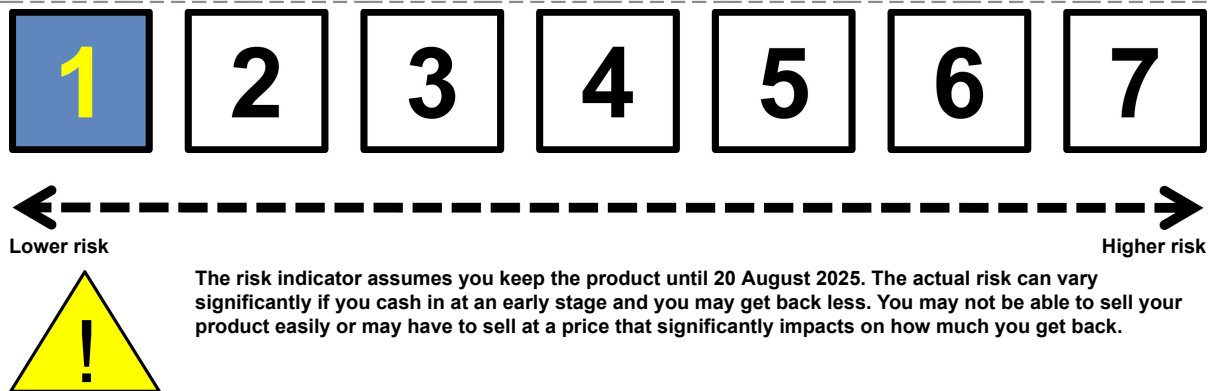 1 2 3 4 5 6 7
Lower risk Higher risk
The risk indicator assumes you keep the product until 20 August 2025. The actual risk can vary
significantly if you cash in at an early stage and you may get back less. You may not be able to sell your
product easily or may have to sell at a price that significantly impacts on how much you get back.
!